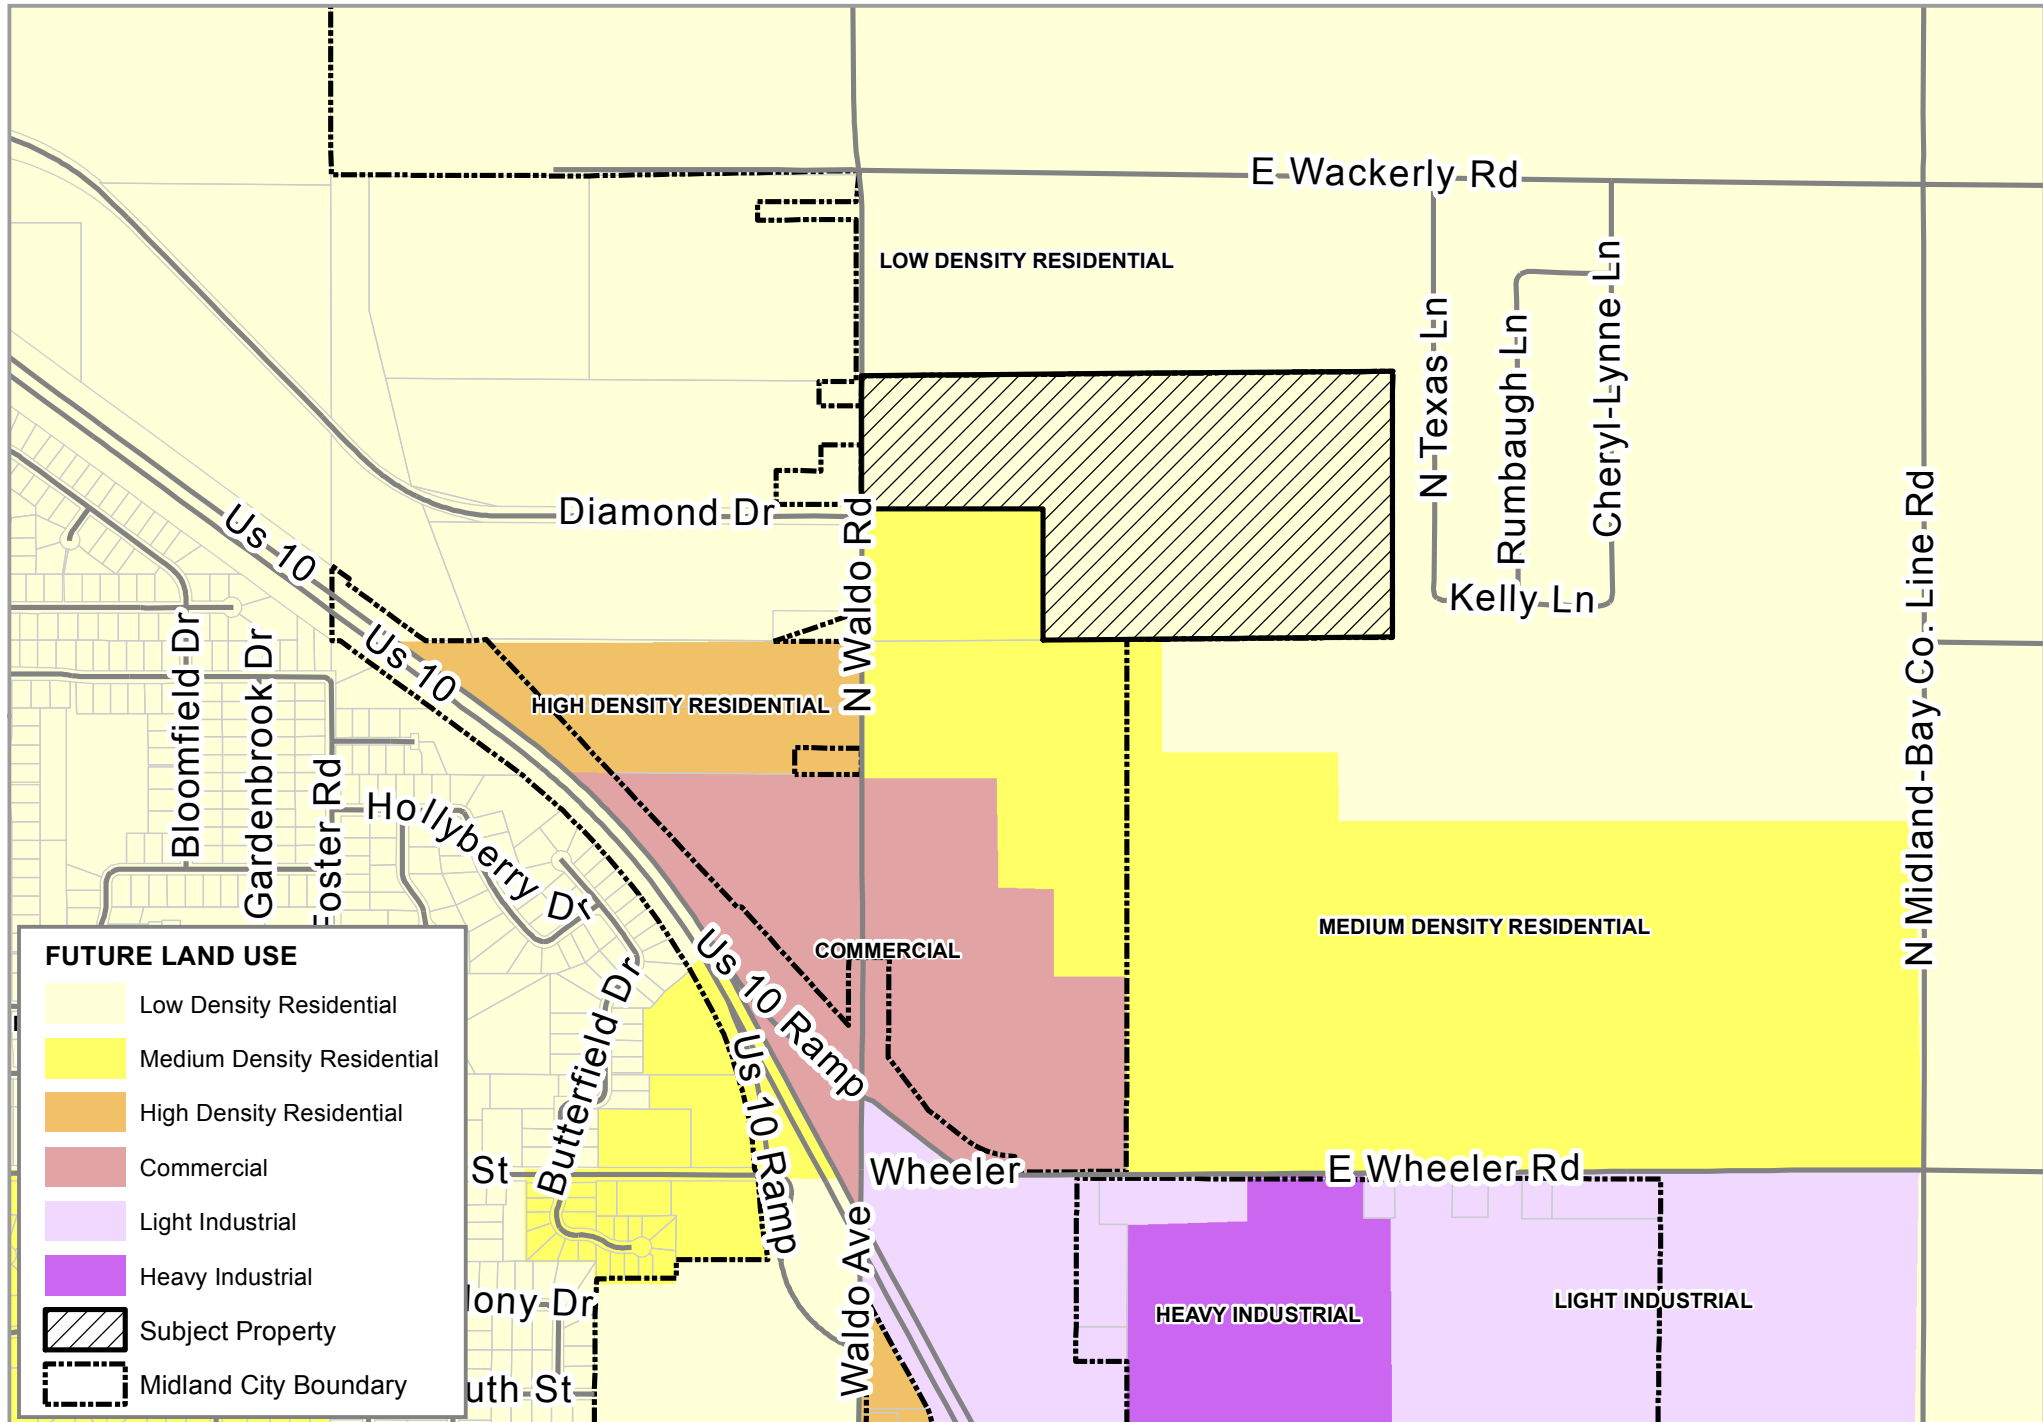 E Wackerly Rd
LOW DENSITY RESIDENTIAL
N Texas Ln
Rumbaugh Ln
Cheryl-Lynne Ln
Kelly Ln
N Midland-Bay Co. Line Rd
Diamond Dr
N Waldo Rd
Us 10
Us 10
HIGH DENSITY RESIDENTIAL
Bloomfield Dr
Gardenbrook Dr
Foster Rd
Hollyberry Dr
COMMERCIAL
MEDIUM DENSITY RESIDENTIAL
Us 10 Ramp
Us 10 Ramp
Butterfield Dr
St
Wheeler
E Wheeler Rd
Waldo Ave
lony Dr
uth St
HEAVY INDUSTRIAL
LIGHT INDUSTRIAL
FUTURE LAND USE
Low Density Residential
Medium Density Residential
High Density Residential
Commercial
Light Industrial
Heavy Industrial
Subject Property
Midland City Boundary